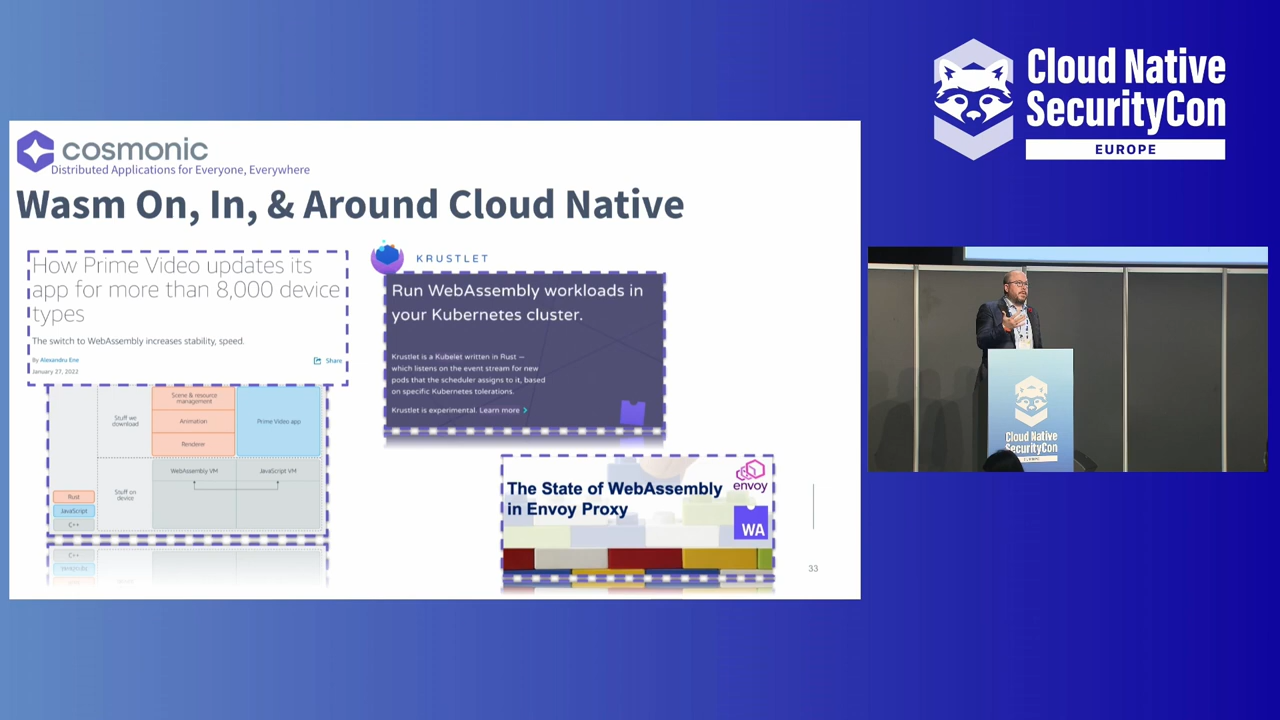 Cloud Native
SecurityCon
EUROPE
cosmonic
Distributed Applications for Everyone, Everywhere
Wasm On, In, & Around Cloud Native
How Prime Video updates its
app for more than 8,000 device
types
The switch to WebAssembly increases stability, speed.
By Alexandru Ene
Share
January 27, 2022
Stuff we
download
Scene & resource
management
Animation
Renderer
Prime Video app
Stuff on
device
WebAssembly VM
JavaScript VM
Rust
JavaScript
C++
C++
KRUSTLET
Run WebAssembly workloads in
your Kubernetes cluster.
Krustlet is a Kubelet written in Rust —
which listens on the event stream for new
pods that the scheduler assigns to it, based
on specific Kubernetes tolerations.
Krustlet is experimental. Learn more >
The State of WebAssembly
in Envoy Proxy
envoy
WA
33
Cloud Native
SecurityCon